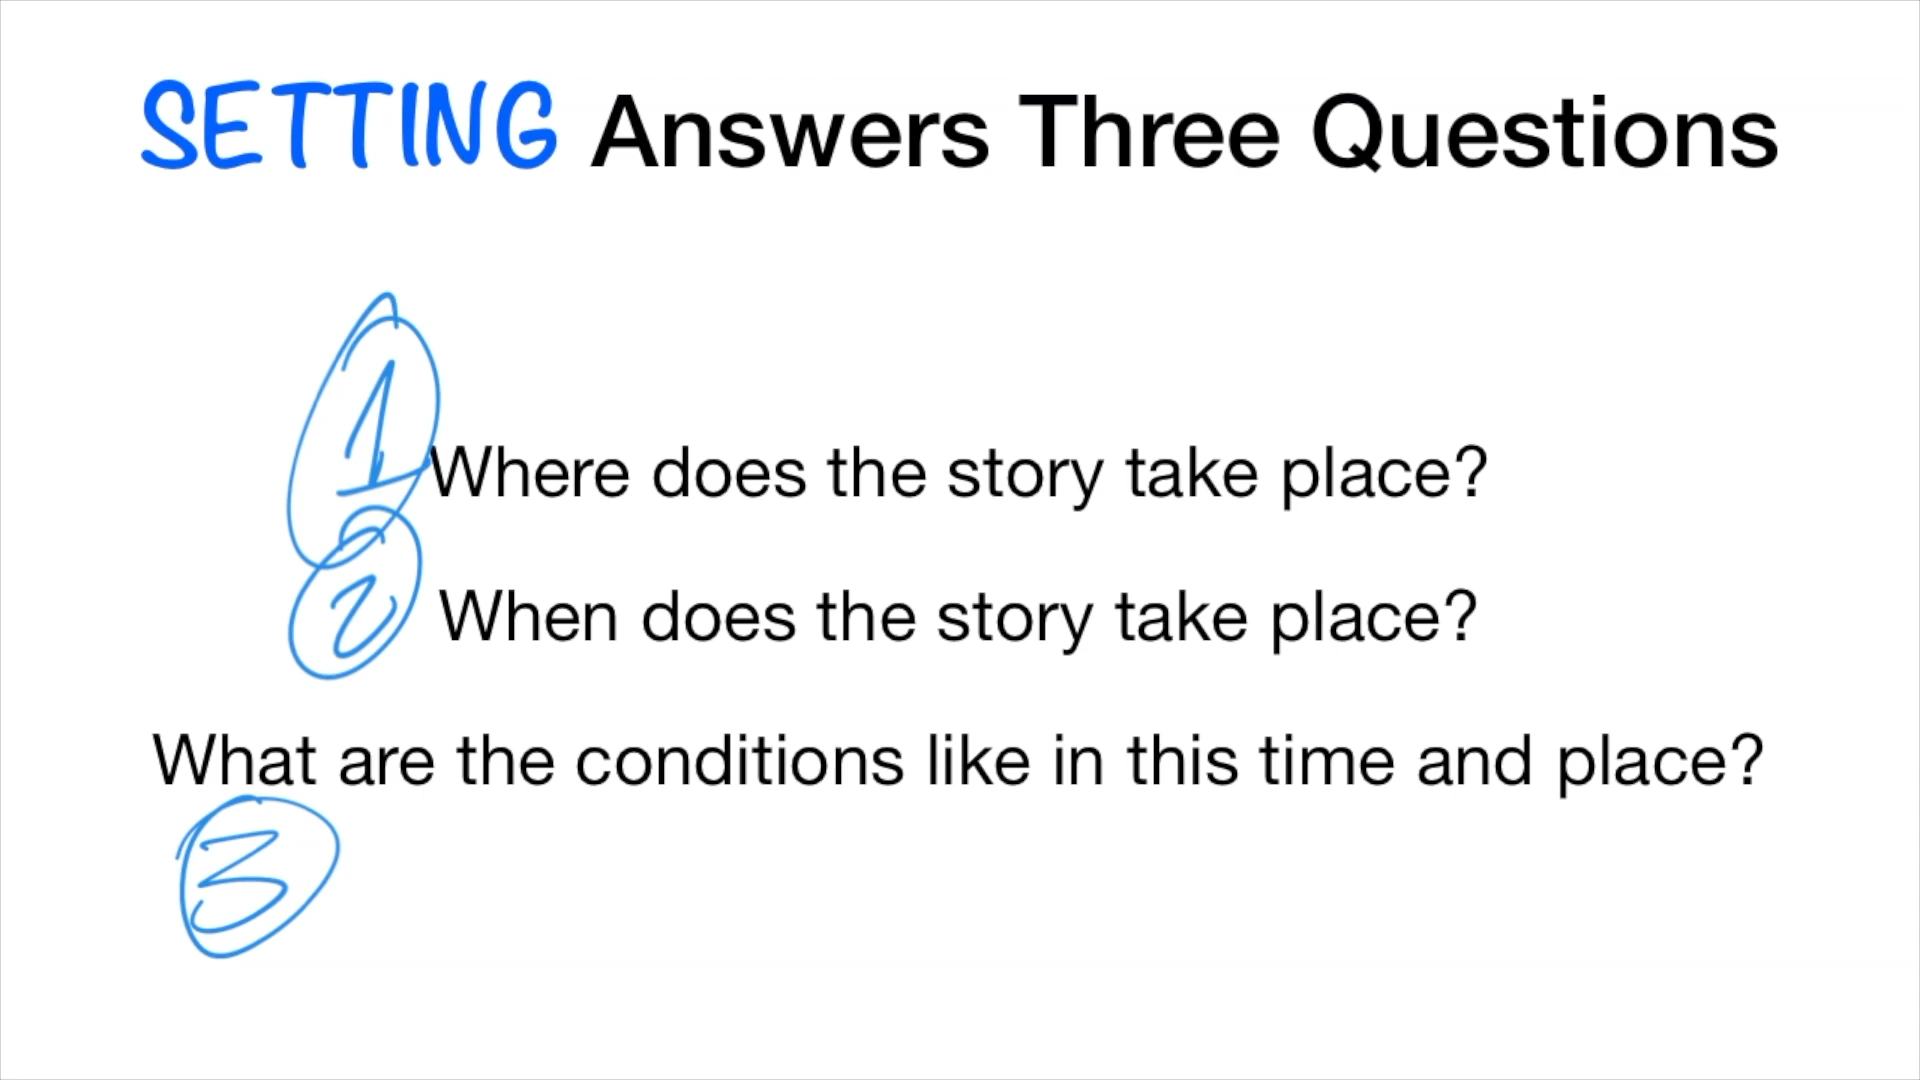 SETTING Answers Three Questions
1 Where does the story take place?
2 When does the story take place?
What are the conditions like in this time and place?
3